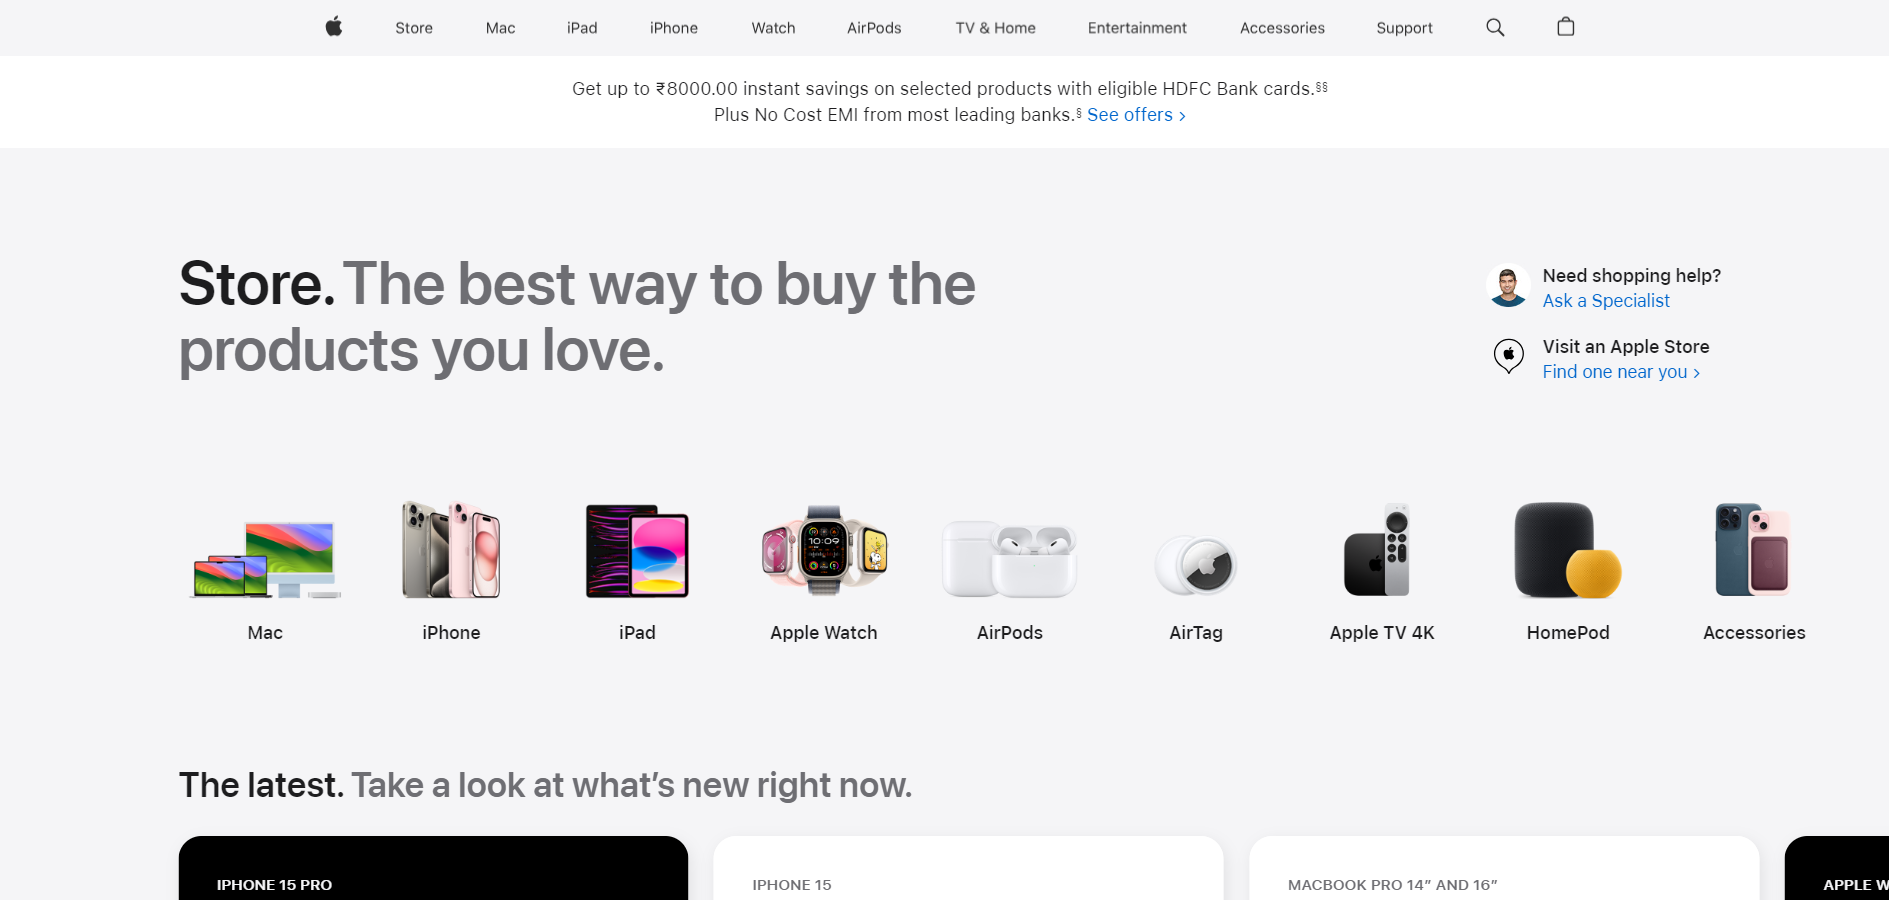 Store Mac iPad iPhone Watch AirPods TV & Home Entertainment Accessories Support
Get up to ₹8000.00 instant savings on selected products with eligible HDFC Bank cards.§§
Plus No Cost EMI from most leading banks.§ See offers >
Store. The best way to buy the
products you love.
Need shopping help?
Ask a Specialist
Visit an Apple Store
Find one near you >
Mac iPhone iPad Apple Watch AirPods AirTag Apple TV 4K HomePod Accessories
The latest. Take a look at what’s new right now.
IPHONE 15 PRO
IPHONE 15
MACBOOK PRO 14” AND 16”
APPLE W